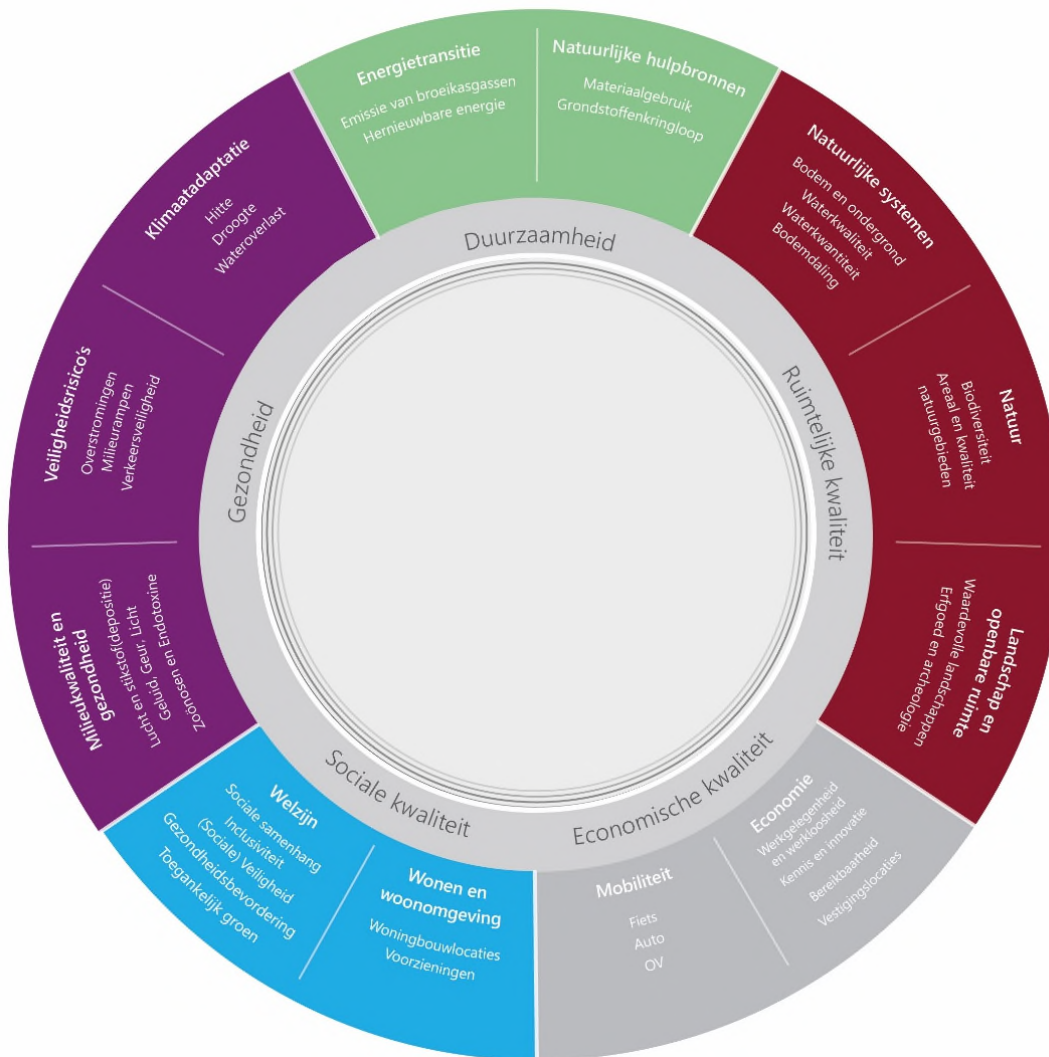 Energietransitie
Emissie van broeikasgassen
Hernieuwbare energie
Natuurlijke hulpbronnen
Materiaalgebruik
Grondstoffenkringloop
Natuurlijke systemen
Bodem en ondergrond
Waterkwaliteit
Waterkwantiteit
Bodemdaling
Natuur
Biodiversiteit
Areaal en kwaliteit
natuurgebieden
Landschap en
openbare ruimte
Waardevolle landschappen
Erfgoed en archeologie
Economie
Werkgelegenheid
en werkloosheid
Kennis en innovatie
Bereikbaarheid
Vestigingslocaties
Mobiliteit
Fiets
Auto
OV
Wonen en
woonomgeving
Woningbouwlocaties
Voorzieningen
Welzijn
Sociale samenhang
Inclusiviteit
(Sociale) Veiligheid
Gezondheidsbevordering
Toegankelijk groen
Milieukwaliteit en
gezondheid
Lucht en stikstof(depositie)
Geluid, Geur, Licht
Zoönosen en Endotoxine
Veiligheidsrisico's
Overstromingen
Milieurampen
Verkeersveiligheid
Klimaatadaptatie
Hitte
Droogte
Wateroverlast
Duurzaamheid
Ruimtelijke kwaliteit
Economische kwaliteit
Sociale kwaliteit
Gezondheid